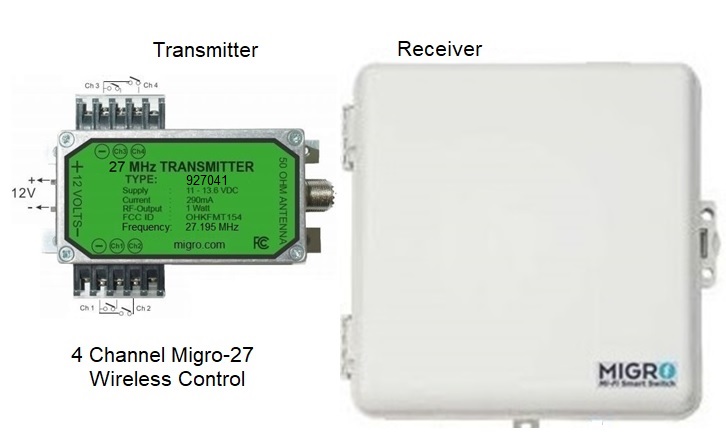 Transmitter
Receiver
Ch 3
Ch 4
− Ch3 Ch4
27 MHz TRANSMITTER
TYPE: 927041
Supply : 11 - 13.6 VDC
Current : 290mA
RF-Output : 1 Watt
FCC ID : OHKFMT154
Frequency: 27.195 MHz
− Ch1 Ch2
migro.com
FC
+ 12 VOLTS -
50 OHM ANTENNA
+
12V
-
Ch 1
Ch 2
4 Channel Migro-27
Wireless Control
MIGRO
Mi-Fi Smart Switch